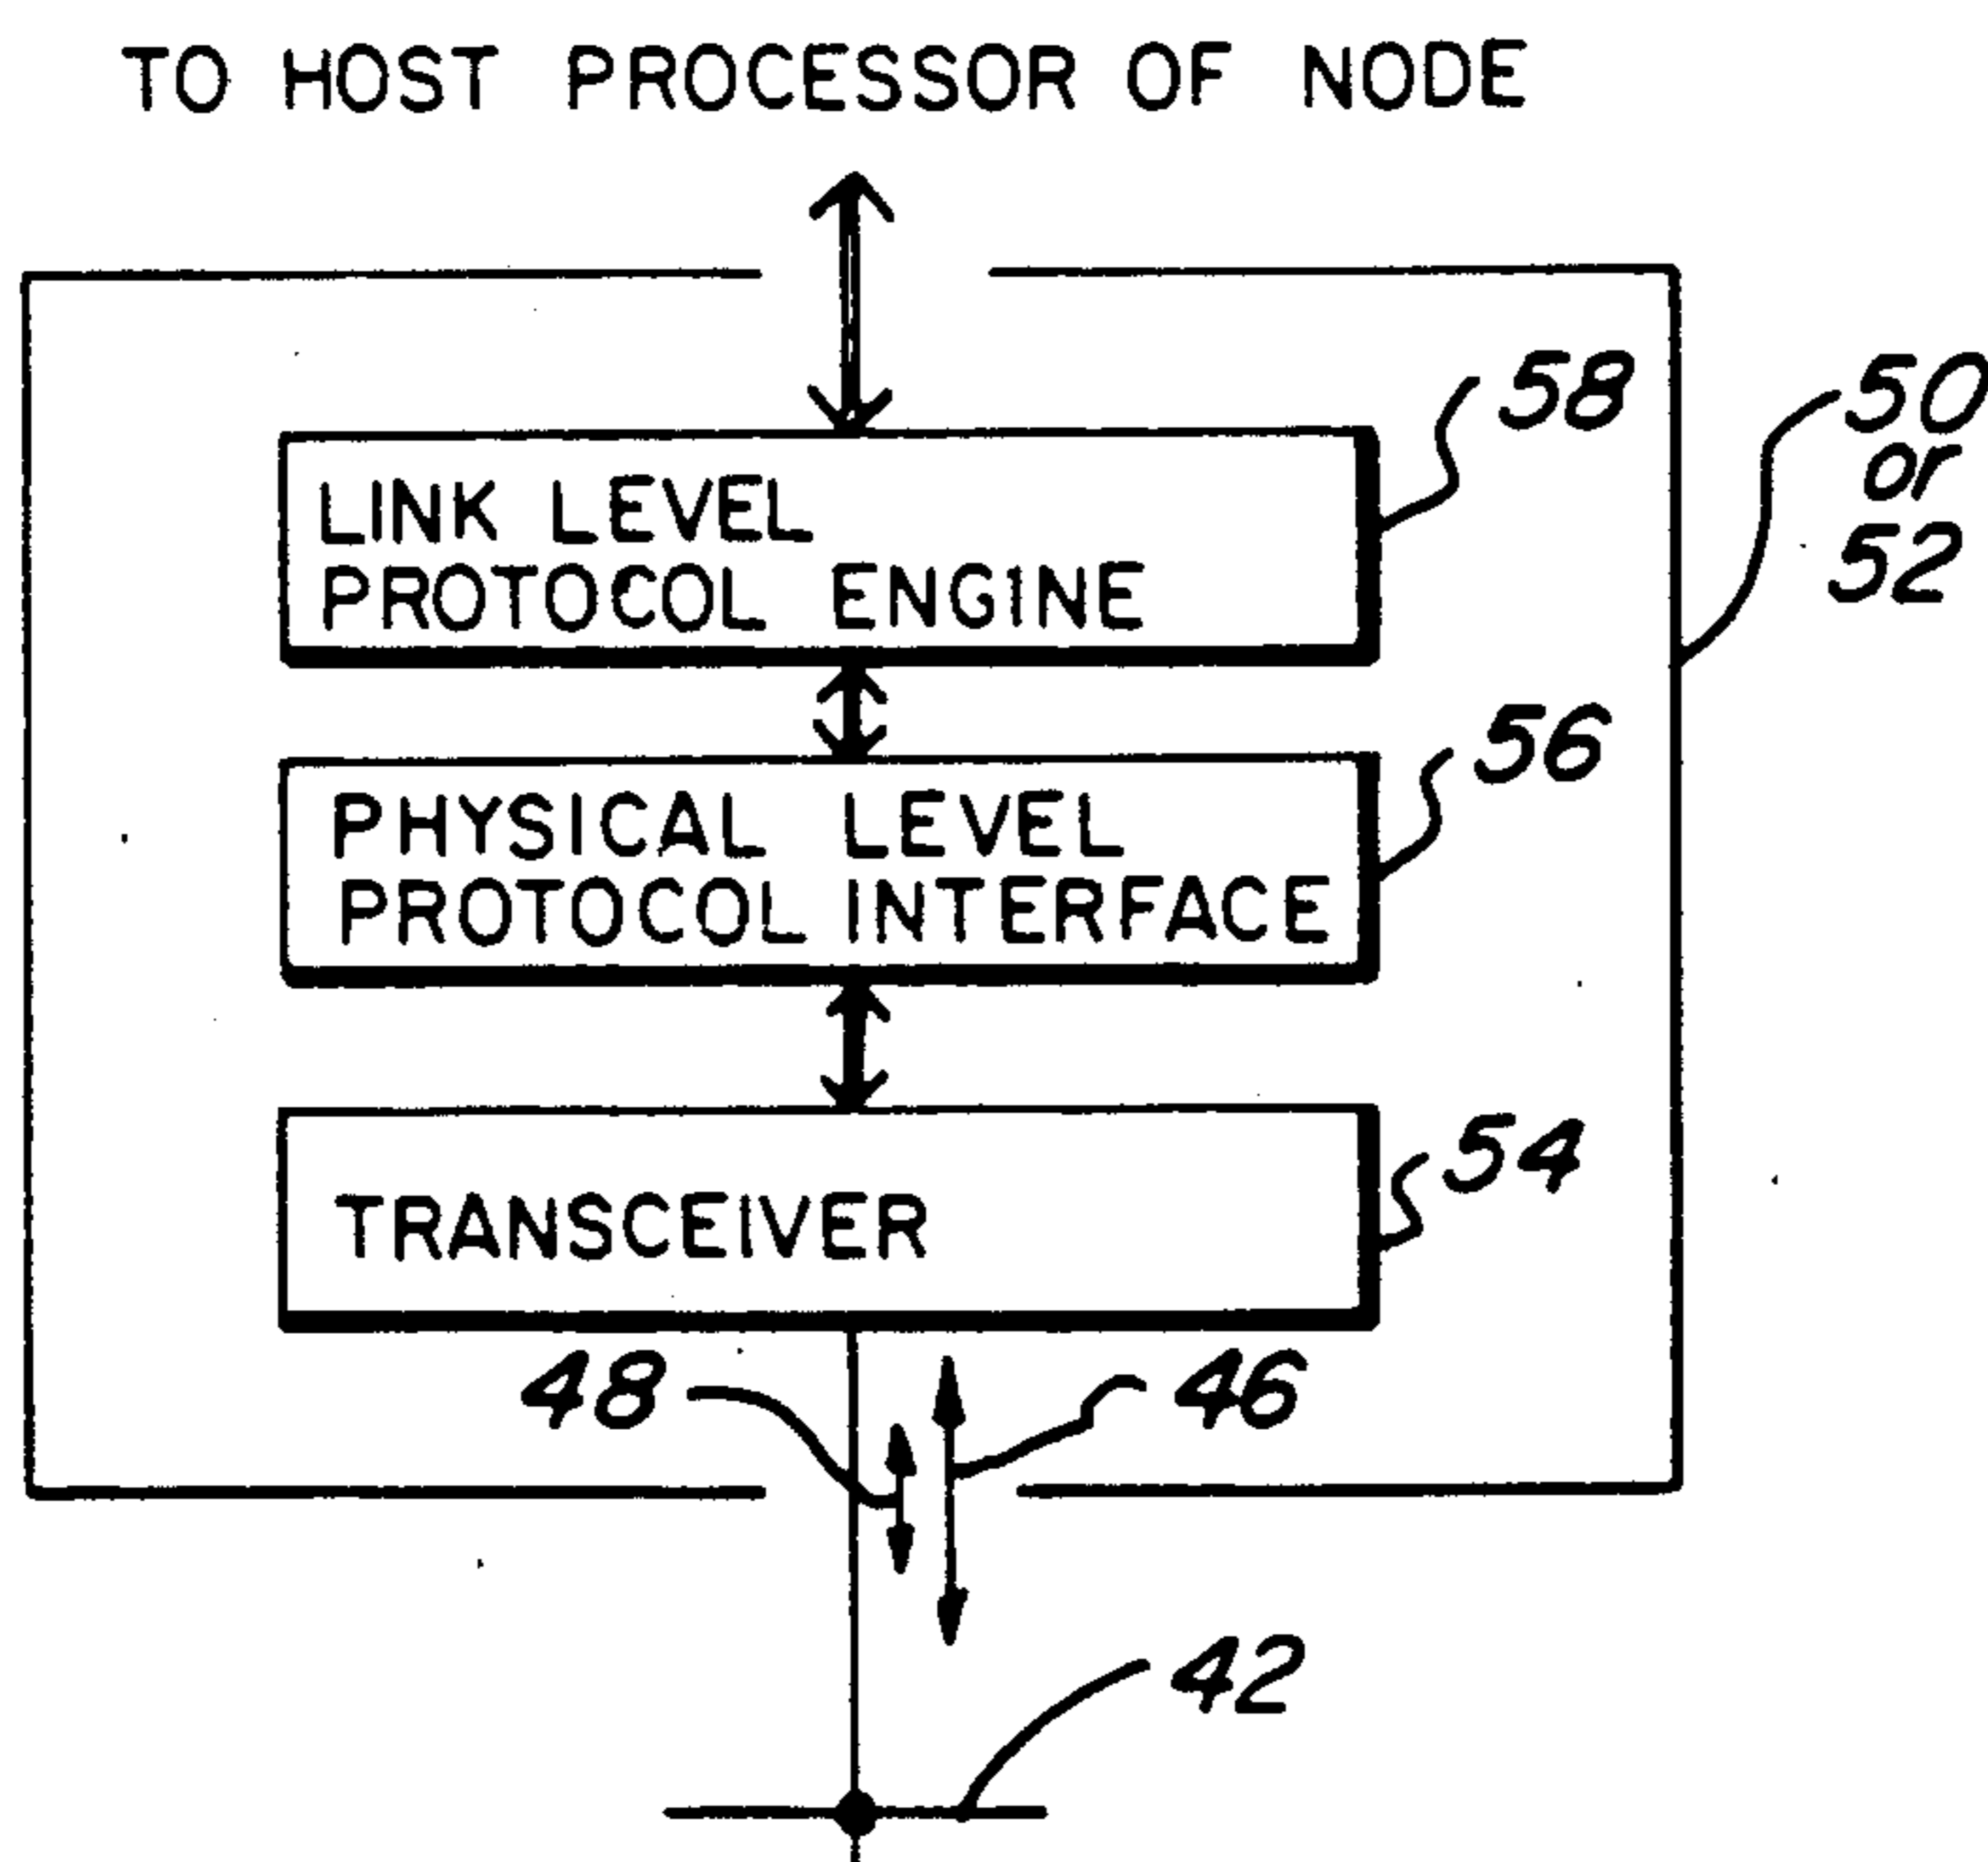 TO HOST PROCESSOR OF NODE
58
50
or
52
LINK LEVEL
PROTOCOL ENGINE
56
PHYSICAL LEVEL
PROTOCOL INTERFACE
54
TRANSCEIVER
48
46
42